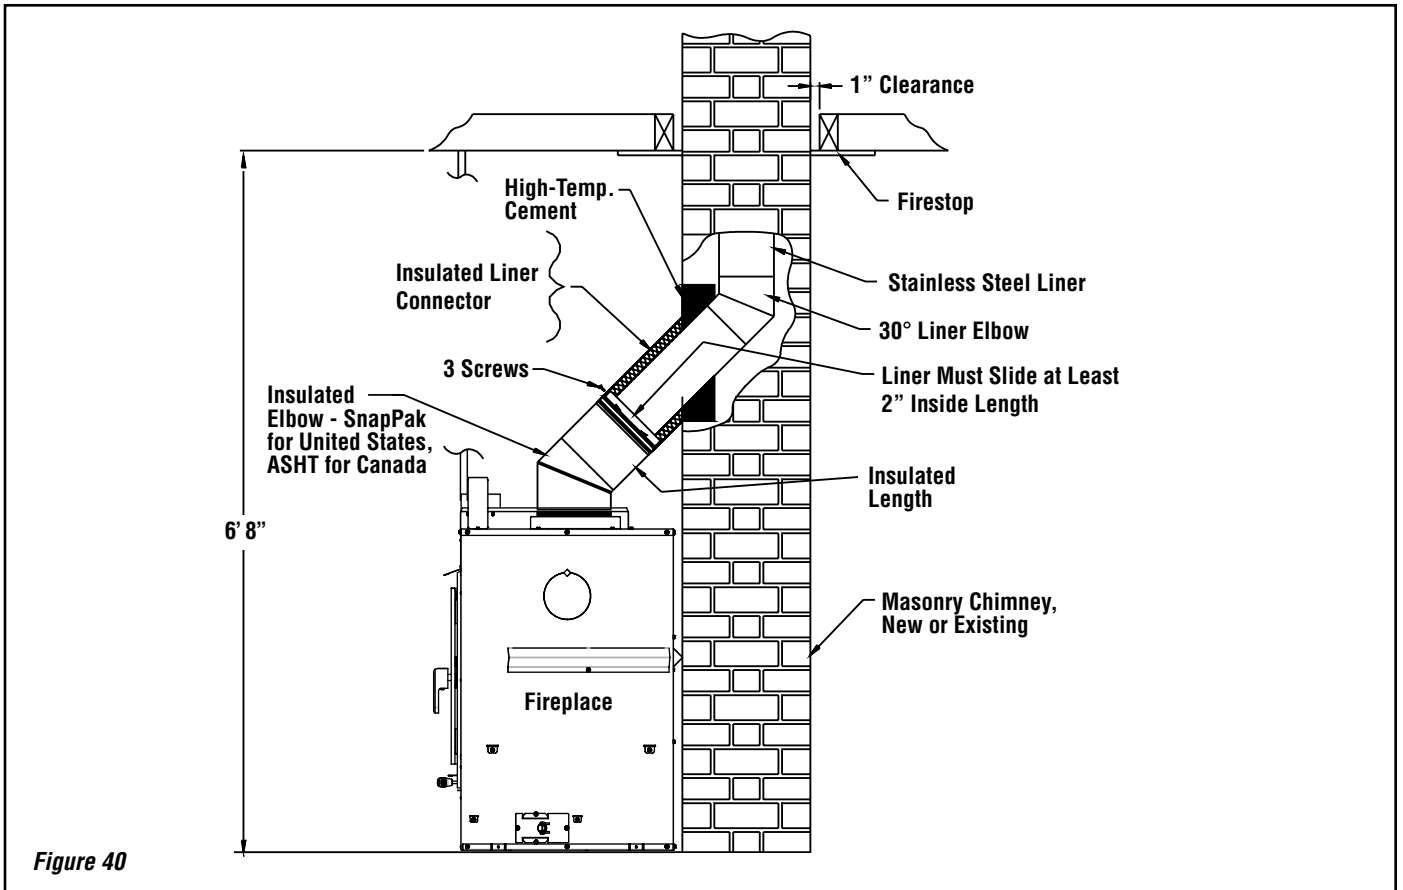 1” Clearance
High-Temp.
Cement
Firestop
Insulated Liner
Connector
Stainless Steel Liner
30° Liner Elbow
3 Screws
Liner Must Slide at Least
2” Inside Length
Insulated
Elbow - SnapPak
for United States,
ASHT for Canada
Insulated
Length
6’ 8”
Masonry Chimney,
New or Existing
Fireplace
Figure 40